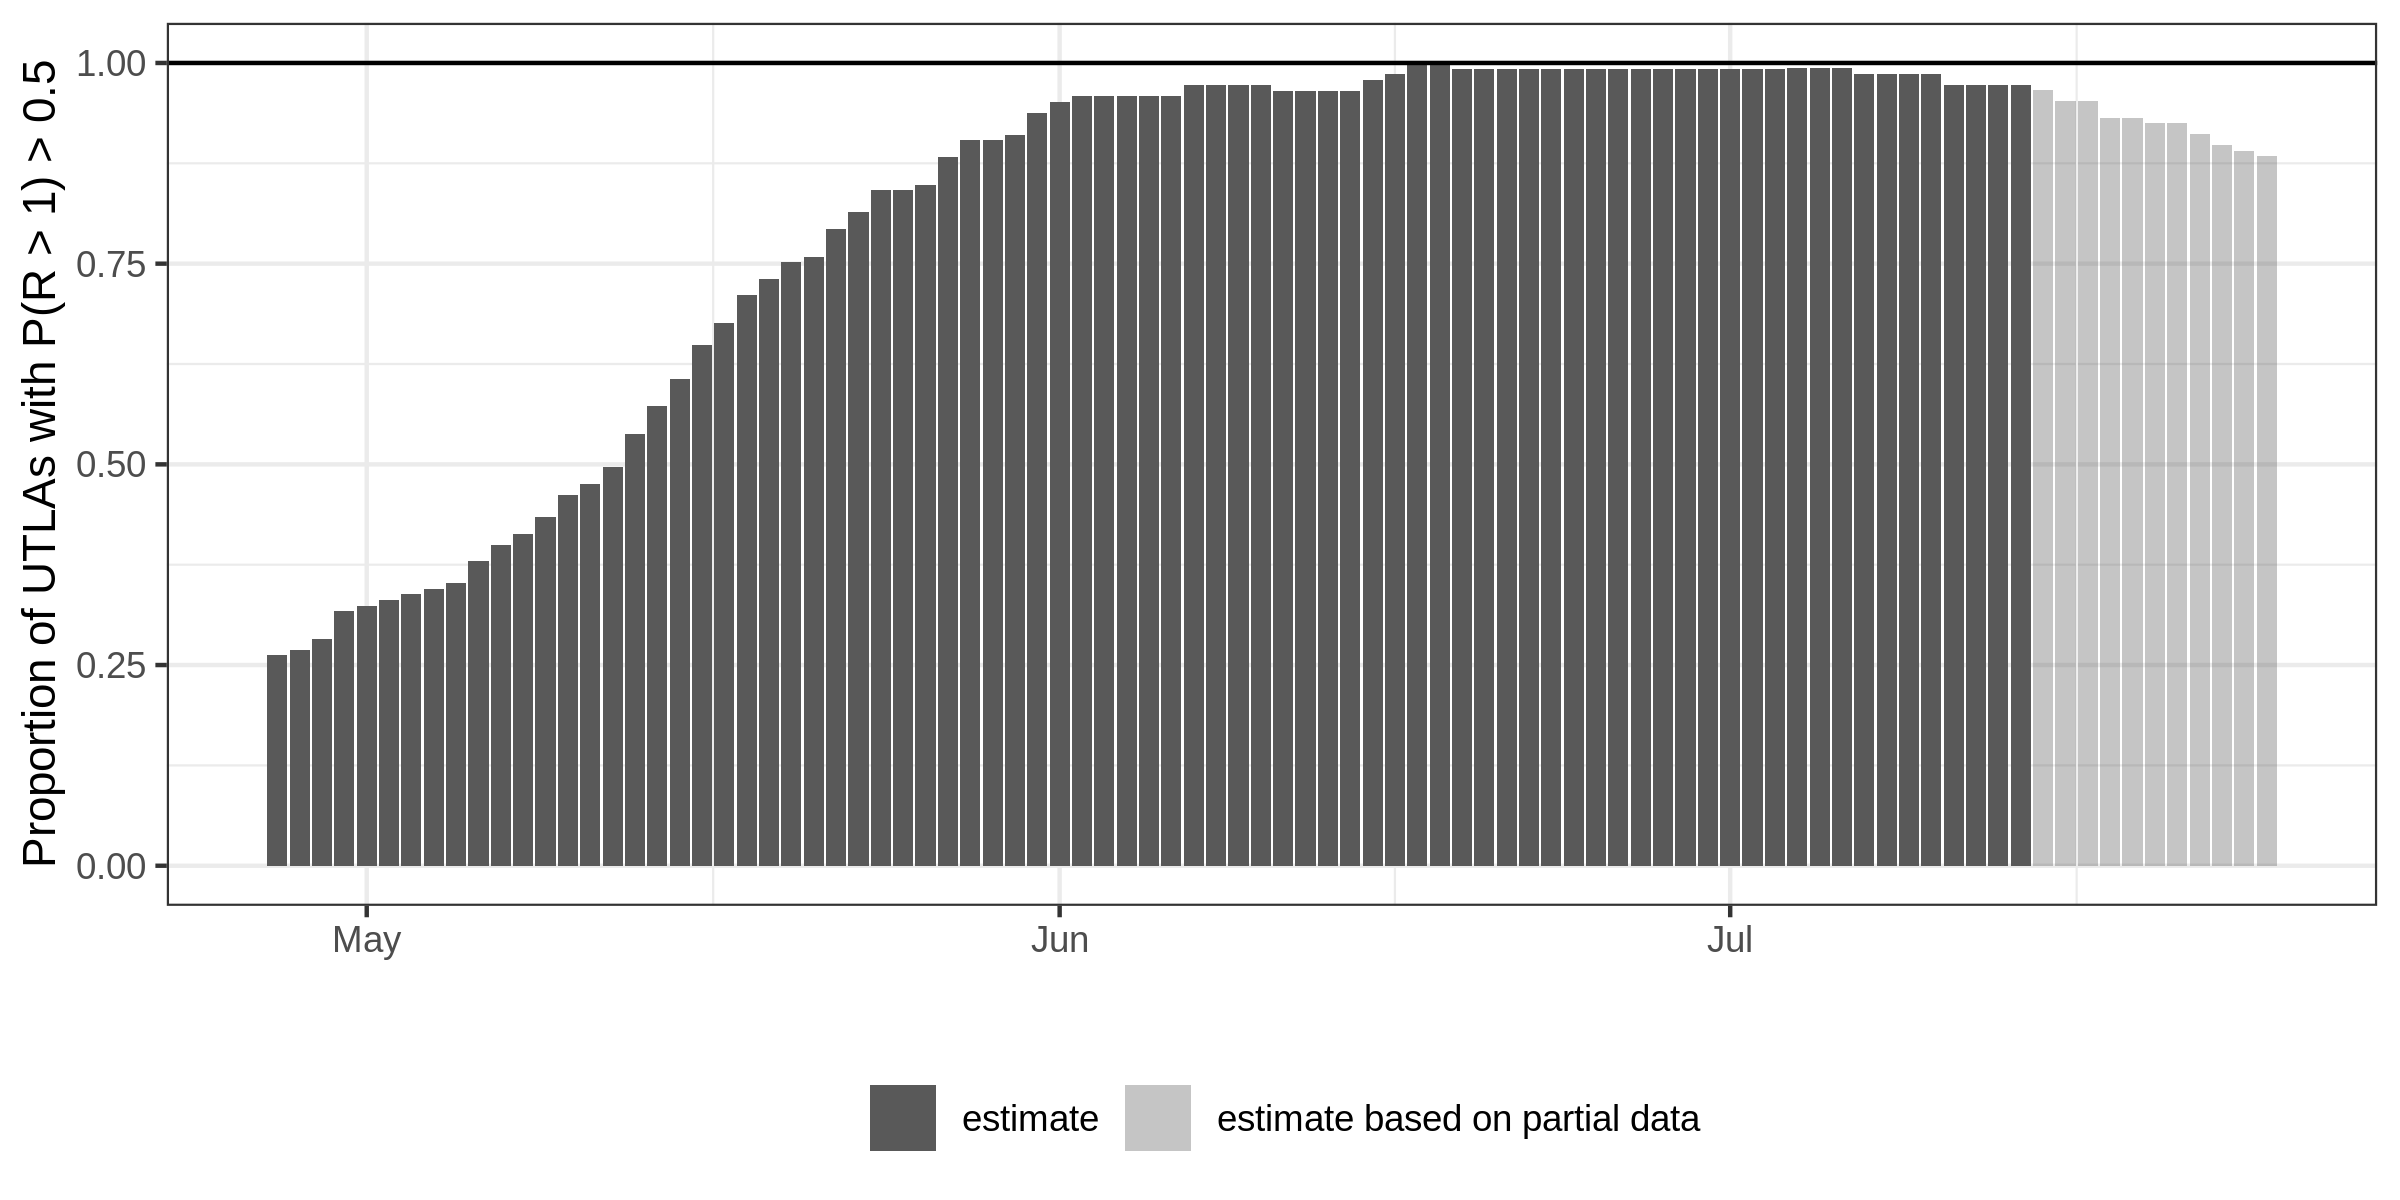 Proportion of UTLAs with P(R > 1) > 0.5
1.00
0.75
0.50
0.25
0.00
May Jun Jul
estimate estimate based on partial data